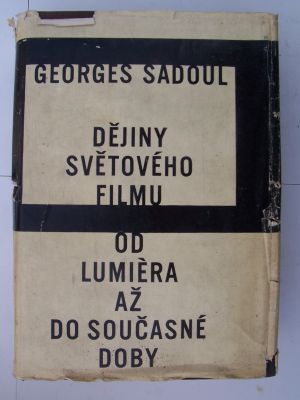 GEORGES SADOUL
DĚJINY
SVĚTOVÉHO
FILMU
OD
LUMIÈRA
AŽ
DO SOUČASNÉ
DOBY